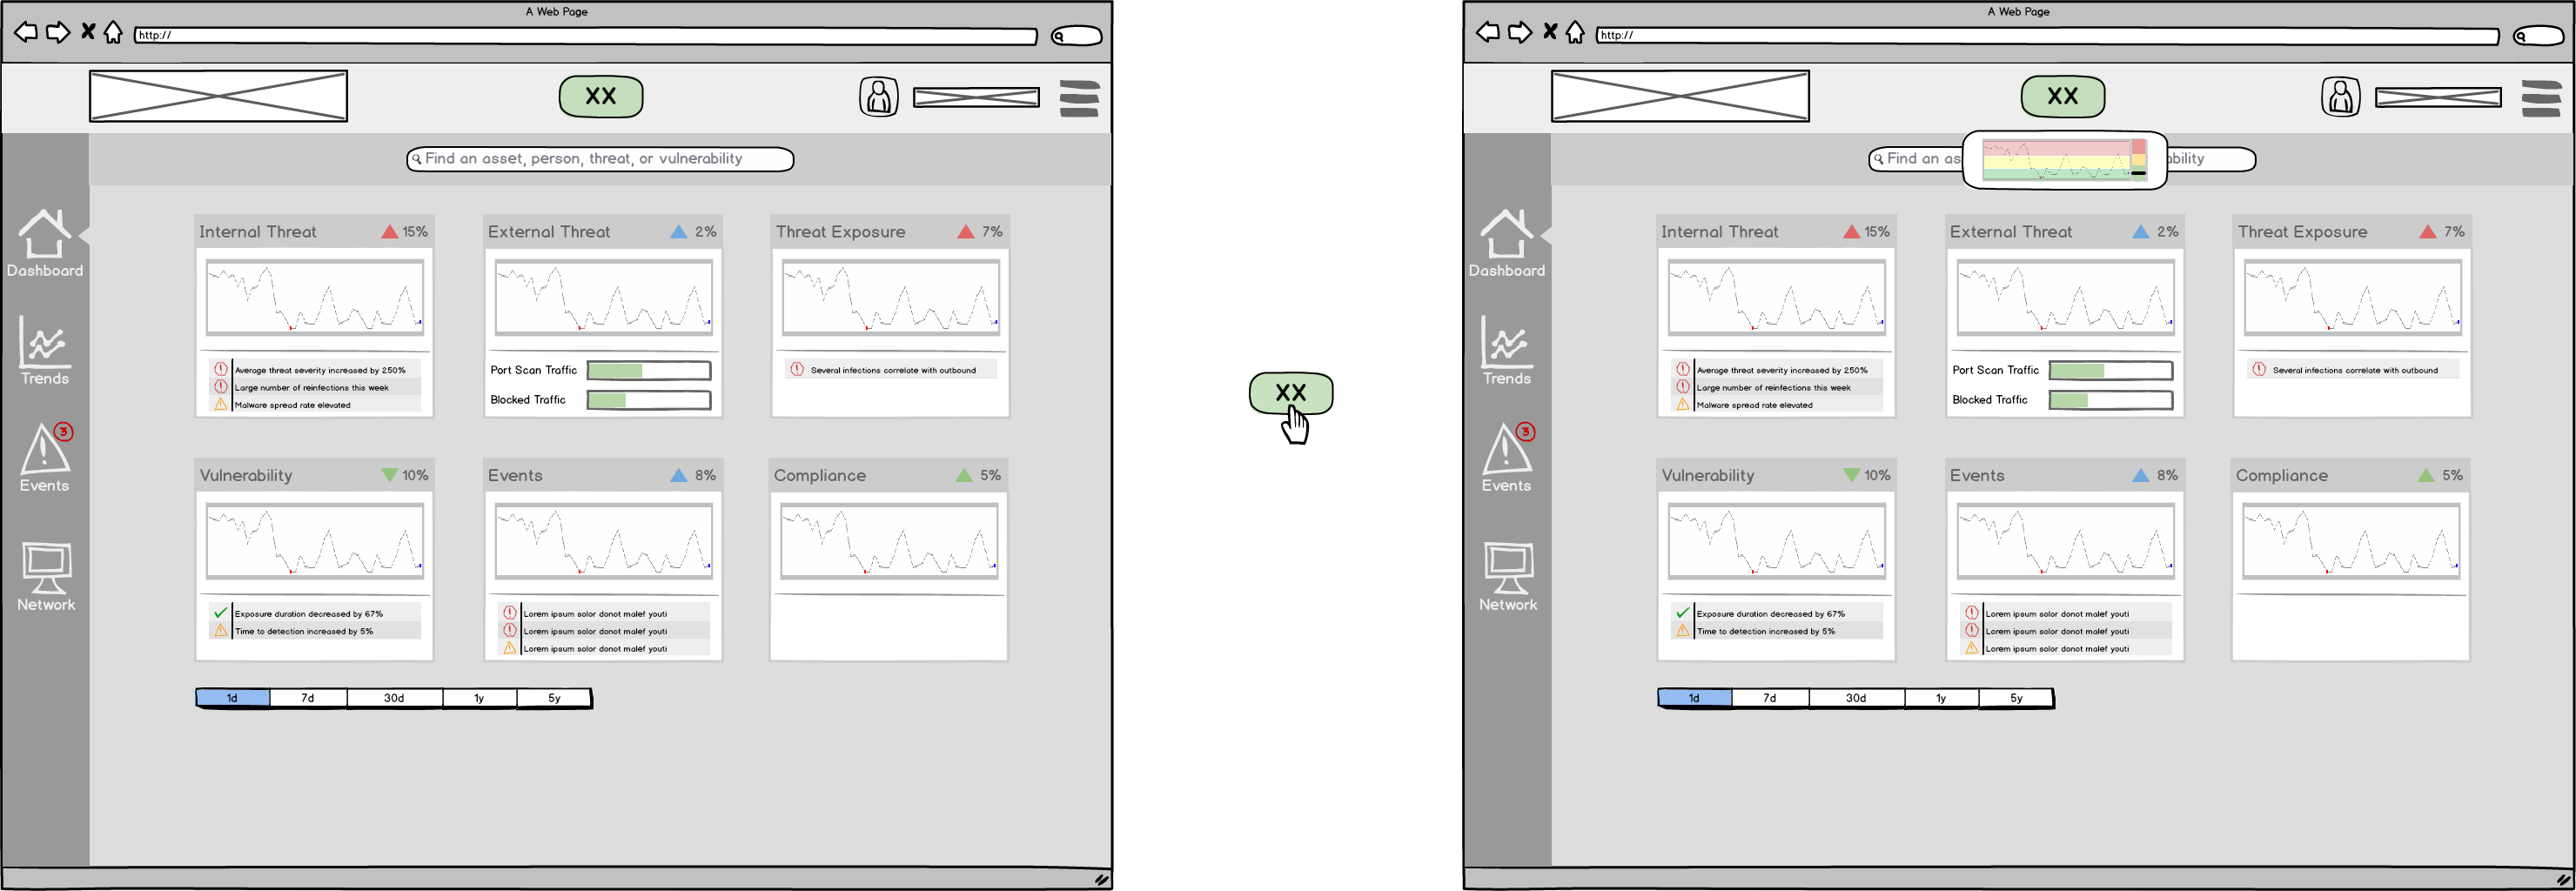 A Web Page
http://
XX
Find an asset, person, threat, or vulnerability
Dashboard
Trends
3
Events
Network
Internal Threat 15%
Average threat severity increased by 250%
Large number of reinfections this week
Malware spread rate elevated
External Threat 2%
Port Scan Traffic
Blocked Traffic
Threat Exposure 7%
Several infections correlate with outbound
Vulnerability 10%
Exposure duration decreased by 67%
Time to detection increased by 5%
Events 8%
Lorem ipsum solor donot malef youti
Lorem ipsum solor donot malef youti
Lorem ipsum solor donot malef youti
Compliance 5%
1d 7d 30d 1y 5y
XX
A Web Page
http://
XX
Find an as bility
Dashboard
Trends
3
Events
Network
Internal Threat 15%
Average threat severity increased by 250%
Large number of reinfections this week
Malware spread rate elevated
External Threat 2%
Port Scan Traffic
Blocked Traffic
Threat Exposure 7%
Several infections correlate with outbound
Vulnerability 10%
Exposure duration decreased by 67%
Time to detection increased by 5%
Events 8%
Lorem ipsum solor donot malef youti
Lorem ipsum solor donot malef youti
Lorem ipsum solor donot malef youti
Compliance 5%
1d 7d 30d 1y 5y